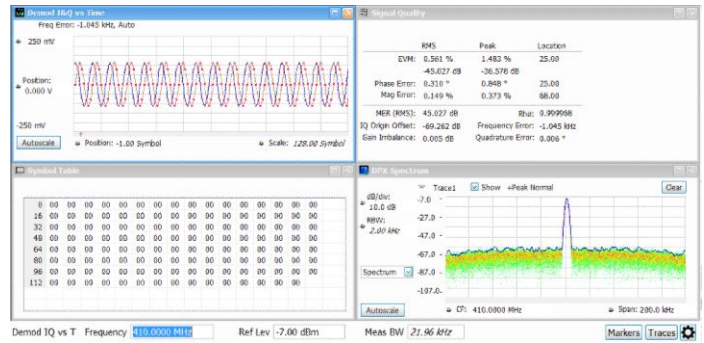 Demod I&Q vs Time
Freq Error: -1.045 kHz, Auto
250 mV
Position:
0.000 V
-250 mV
Autoscale
Position: -1.00 Symbol
Scale: 128.00 Symbol
Signal Quality
RMS Peak Location
EVM: 0.561 % 1.483 % 25.00
-45.027 dB -36.578 dB
Phase Error: 0.310 ° 0.848 ° 25.00
Mag Error: 0.149 % 0.373 % 68.00
MER (RMS): 45.027 dB Rho: 0.999968
IQ Origin Offset: -69.262 dB Frequency Error: -1.045 kHz
Gain Imbalance: 0.005 dB Quadrature Error: 0.006 °
Symbol Table
0 00 00 00 00 00 00 00 00 00 00 00 00 00 00 00 00
16 00 00 00 00 00 00 00 00 00 00 00 00 00 00 00 00
32 00 00 00 00 00 00 00 00 00 00 00 00 00 00 00 00
48 00 00 00 00 00 00 00 00 00 00 00 00 00 00 00 00
64 00 00 00 00 00 00 00 00 00 00 00 00 00 00 00 00
80 00 00 00 00 00 00 00 00 00 00 00 00 00 00 00 00
96 00 00 00 00 00 00 00 00 00 00 00 00 00 00 00 00
112 00 00 00 00 00 00 00 00 00 00 00 00 00 00 00
DPX Spectrum
Trace1 Show +Peak Normal Clear
dB/div:
10.0 dB
RBW:
2.00 kHz
-7.0
-27.0
-47.0
-67.0
Spectrum -87.0
-107.0
Autoscale
CF: 410.0000 MHz
Span: 200.0 kHz
Demod IQ vs T Frequency 410.0000 MHz Ref Lev -7.00 dBm Meas BW 21.96 kHz Markers Traces